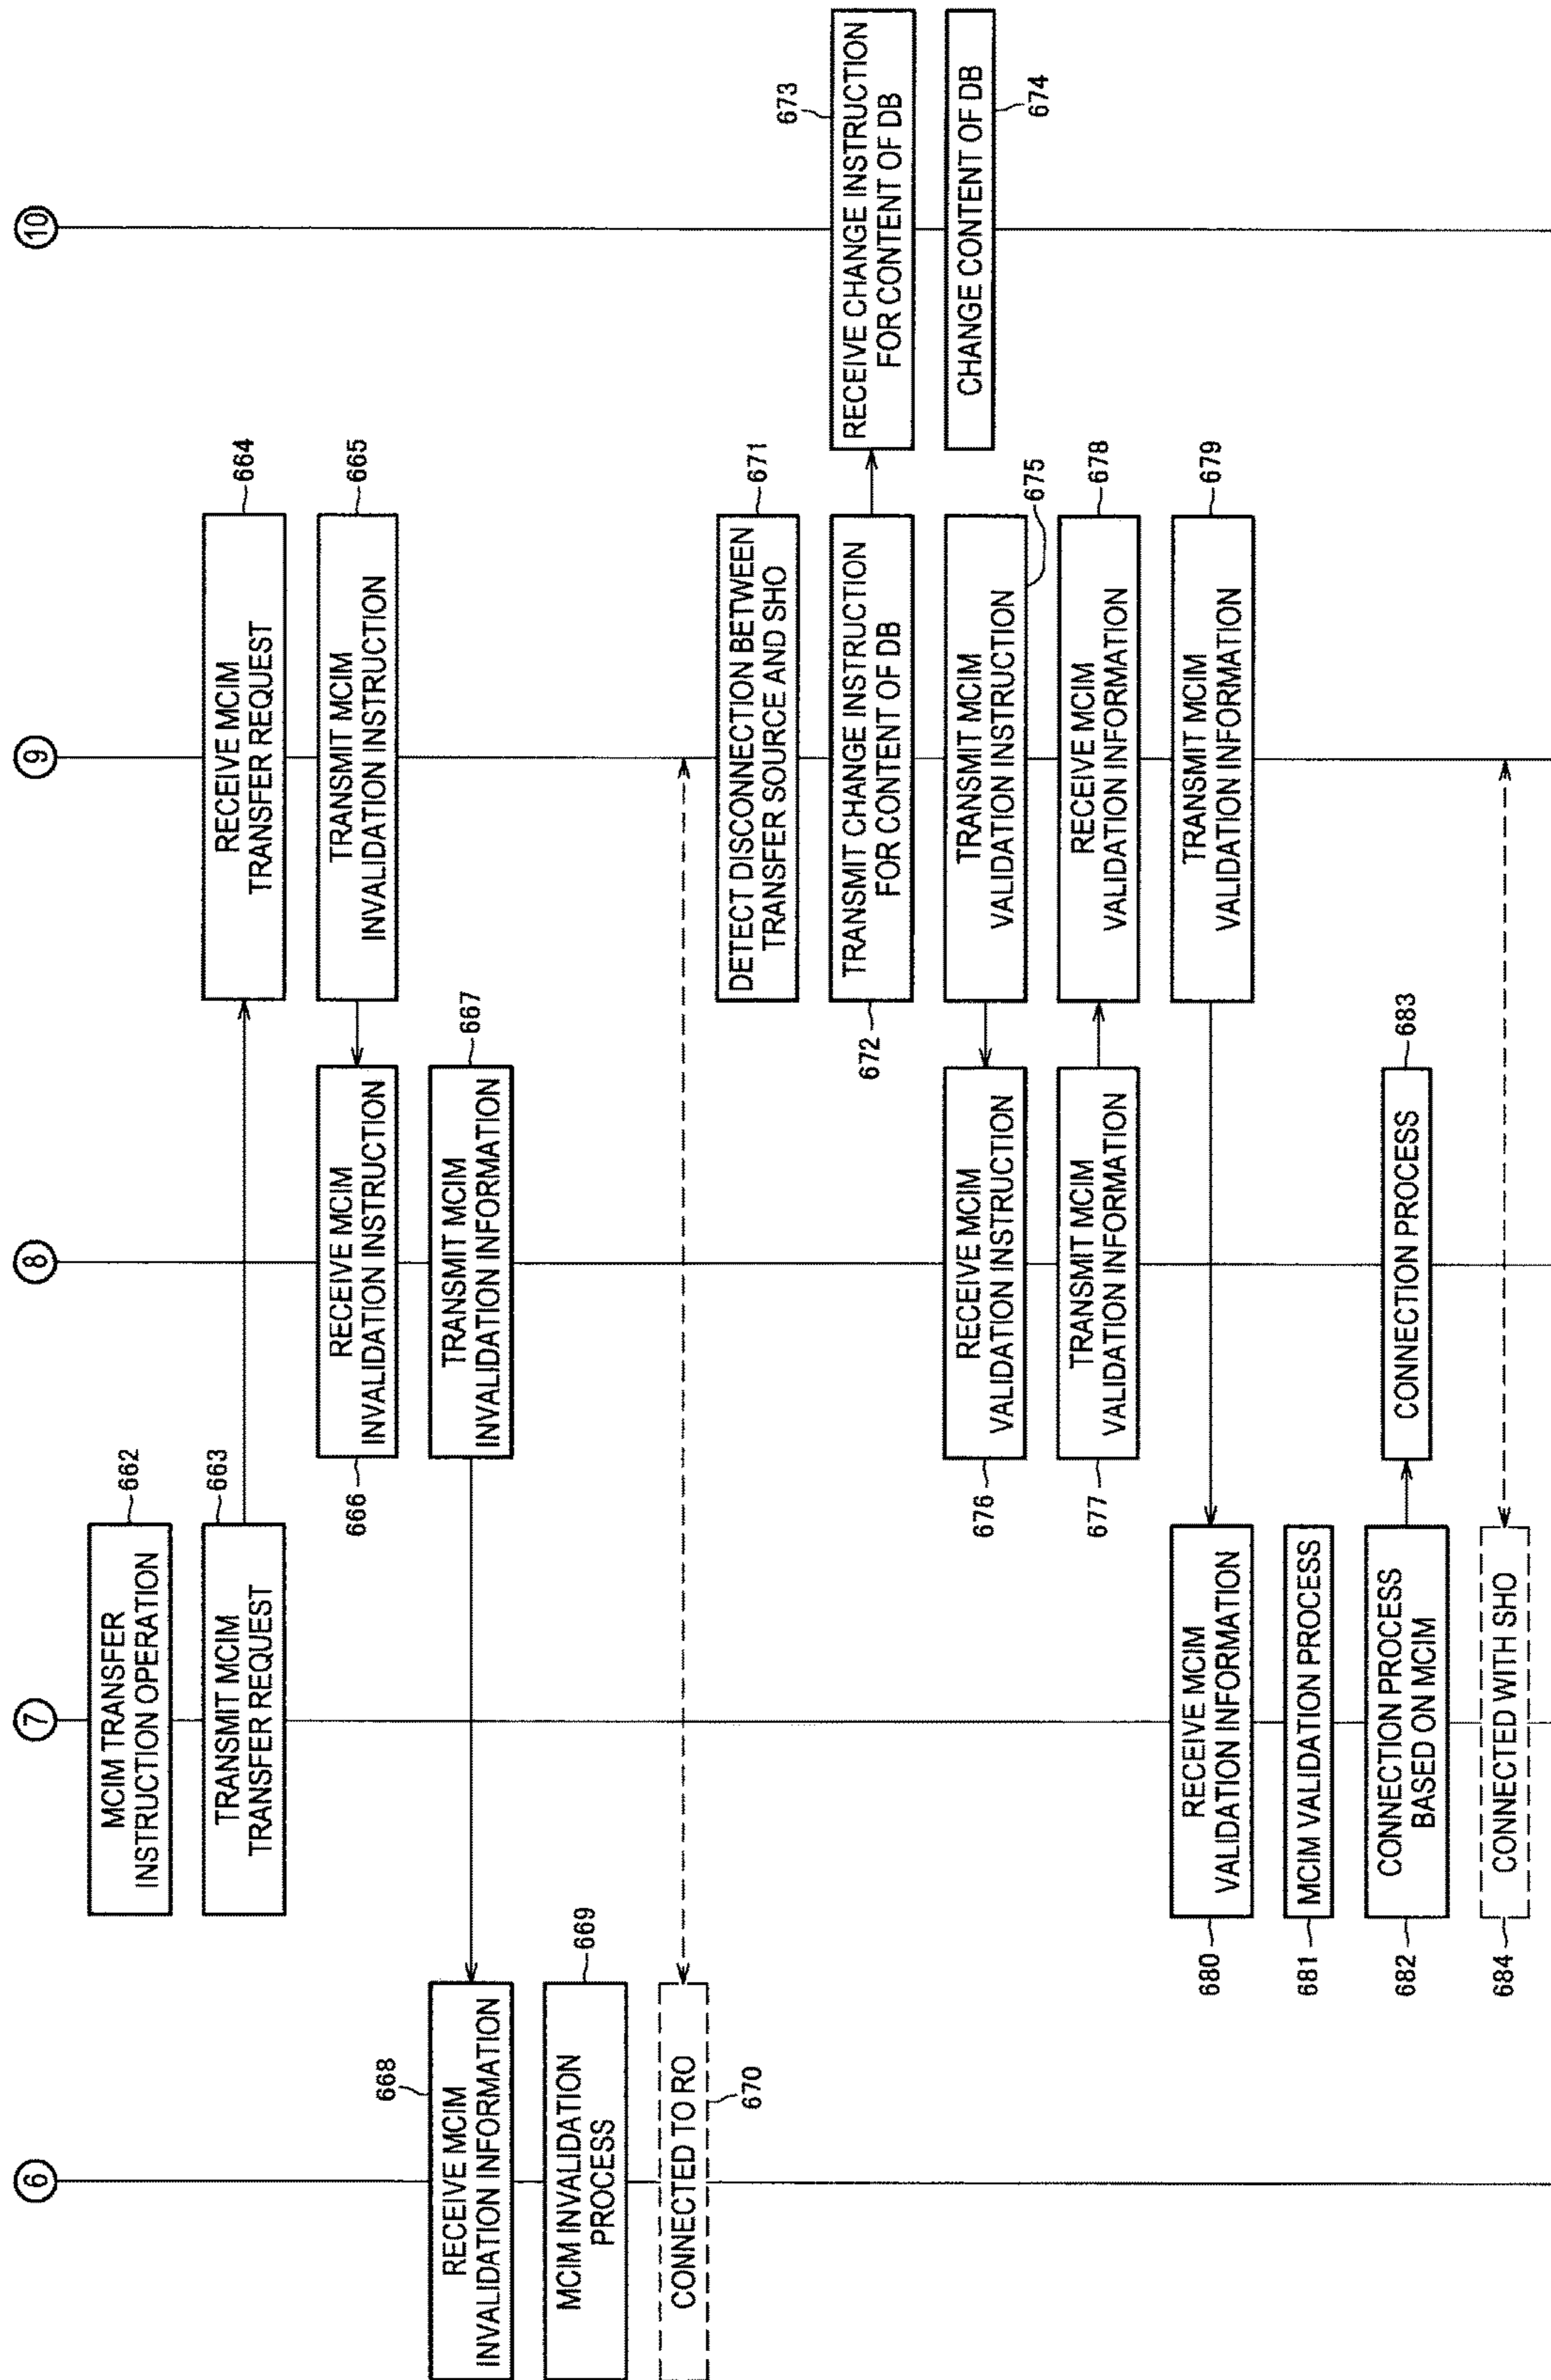 6
7
8
9
10
MCIM TRANSFER
INSTRUCTION OPERATION
662
TRANSMIT MCIM
TRANSFER REQUEST
663
RECEIVE MCIM
TRANSFER REQUEST
664
TRANSMIT MCIM
INVALIDATION INSTRUCTION
665
RECEIVE MCIM
INVALIDATION INSTRUCTION
666
TRANSMIT MCIM
INVALIDATION INFORMATION
667
RECEIVE MCIM
INVALIDATION INFORMATION
668
MCIM INVALIDATION
PROCESS
669
CONNECTED TO RO
670
DETECT DISCONNECTION BETWEEN
TRANSFER SOURCE AND SHO
671
TRANSMIT CHANGE INSTRUCTION
FOR CONTENT OF DB
672
RECEIVE CHANGE INSTRUCTION
FOR CONTENT OF DB
673
CHANGE CONTENT OF DB
674
TRANSMIT MCIM
VALIDATION INSTRUCTION
675
RECEIVE MCIM
VALIDATION INSTRUCTION
676
TRANSMIT MCIM
VALIDATION INFORMATION
677
RECEIVE MCIM
VALIDATION INFORMATION
678
TRANSMIT MCIM
VALIDATION INFORMATION
679
RECEIVE MCIM
VALIDATION INFORMATION
680
MCIM VALIDATION PROCESS
681
CONNECTION PROCESS
BASED ON MCIM
682
CONNECTION PROCESS
683
CONNECTED WITH SHO
684